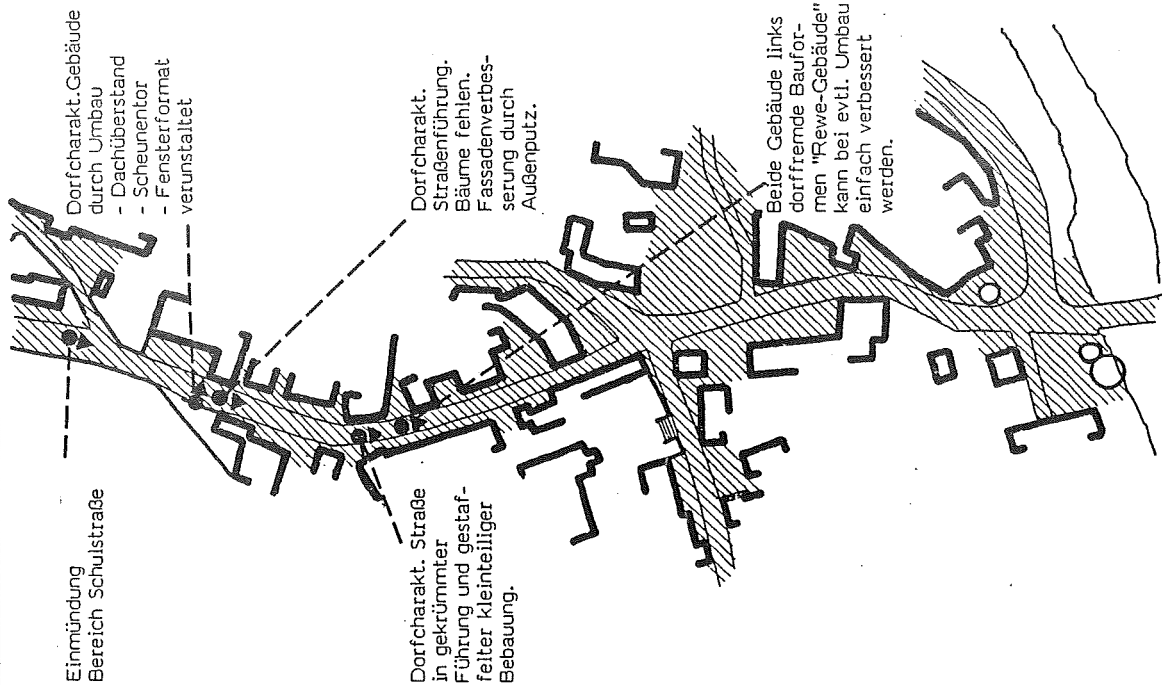 Einmündung
Bereich Schulstraße
Dorfcharakt.Gebäude
durch Umbau
- Dachüberstand
- Scheunentor
- Fensterformat
verunstaltet
Dorfcharakt.
Straßenführung.
Bäume fehlen.
Fassadenverbes-
serung durch
Außenputz.
Dorfcharakt. Straße
in gekrümmter
Führung und gestaf-
felter kleinteiliger
Bebauung.
Beide Gebäude links
dorffremde Baufor-
men "Rewe-Gebäude"
kann bei evtl. Umbau
einfach verbessert
werden.